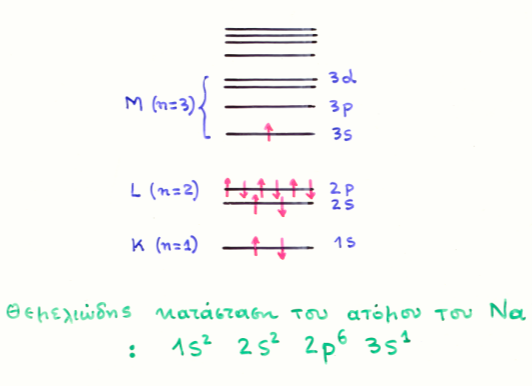 3d
M (n=3)
3p
3s
L (n=2)
2p
2s
K (n=1)
1s
Θεμελιώδης κατάσταση του ατόμου του Na
: 1s² 2s² 2p⁶ 3s¹